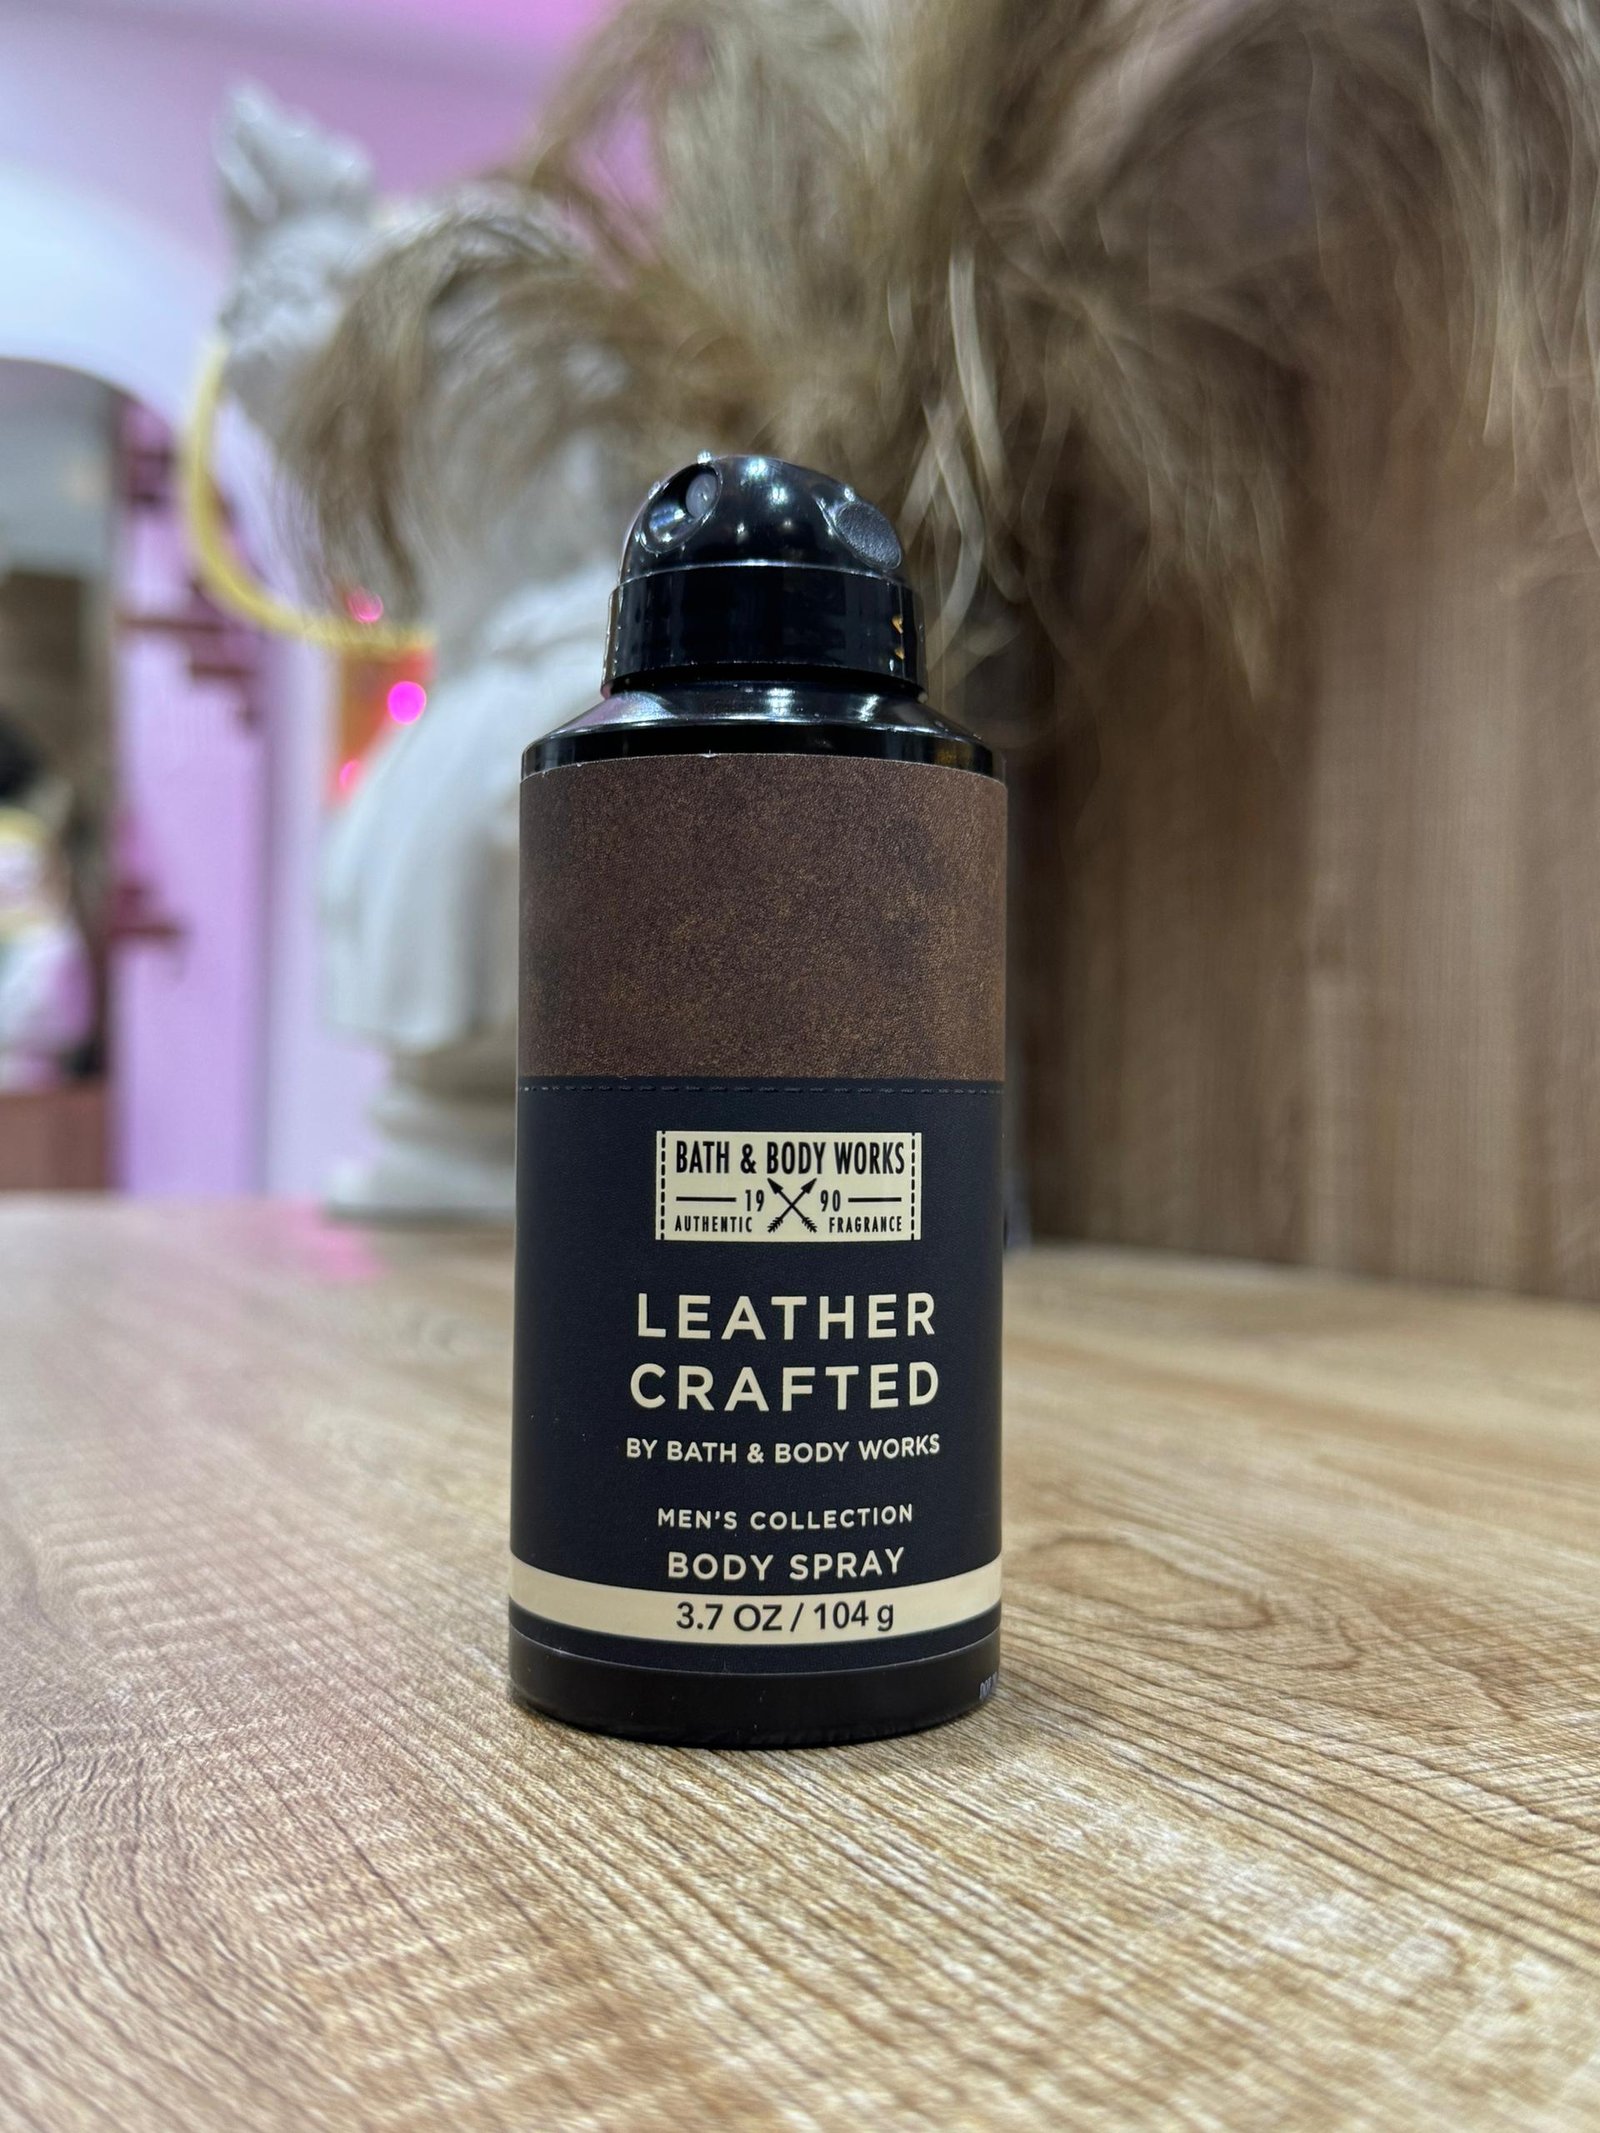 BATH & BODY WORKS
19 90
AUTHENTIC FRAGRANCE
LEATHER
CRAFTED
BY BATH & BODY WORKS
MEN'S COLLECTION
BODY SPRAY
3.7 OZ / 104 g